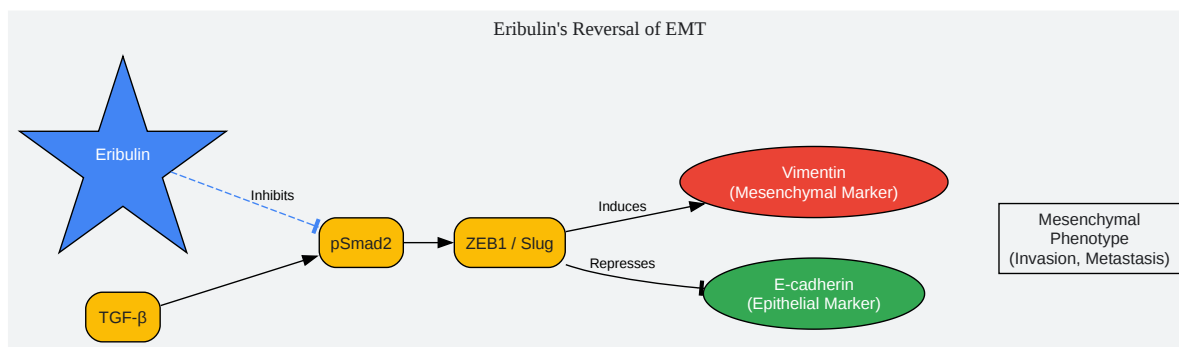 Eribulin's Reversal of EMT
Eribulin
Inhibits
TGF-β
pSmad2
ZEB1 / Slug
Induces
Represses
Vimentin
(Mesenchymal Marker)
E-cadherin
(Epithelial Marker)
Mesenchymal
Phenotype
(Invasion, Metastasis)